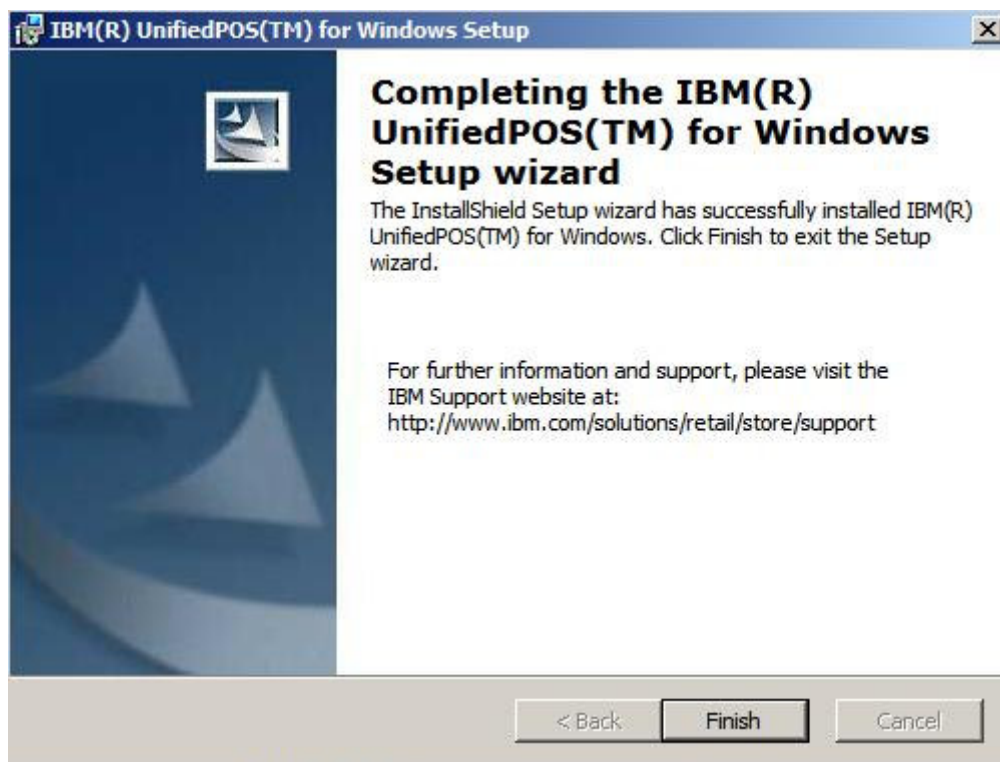 IBM(R) UnifiedPOS(TM) for Windows Setup
Completing the IBM(R)
UnifiedPOS(TM) for Windows
Setup wizard
The InstallShield Setup wizard has successfully installed IBM(R)
UnifiedPOS(TM) for Windows. Click Finish to exit the Setup
wizard.
For further information and support, please visit the
IBM Support website at:
http://www.ibm.com/solutions/retail/store/support
< Back
Finish
Cancel